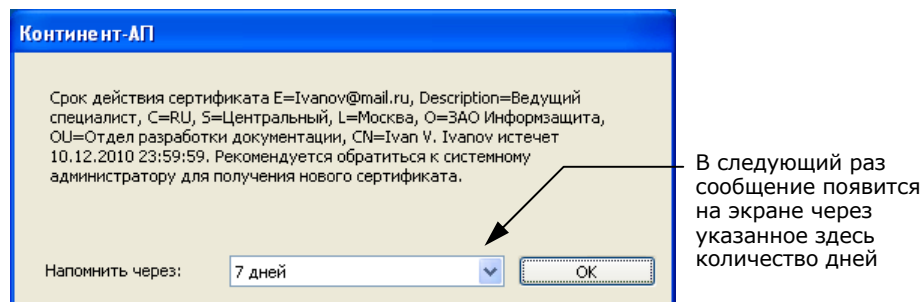 Континент-АП
Срок действия сертификата E=Ivanov@mail.ru, Description=Ведущий
специалист, C=RU, S=Центральный, L=Москва, O=ЗАО Информзащита,
OU=Отдел разработки документации, CN=Ivan V. Ivanov истечет
10.12.2010 23:59:59. Рекомендуется обратиться к системному
администратору для получения нового сертификата.
Напомнить через:
7 дней
OK
В следующий раз
сообщение появится
на экране через
указанное здесь
количество дней